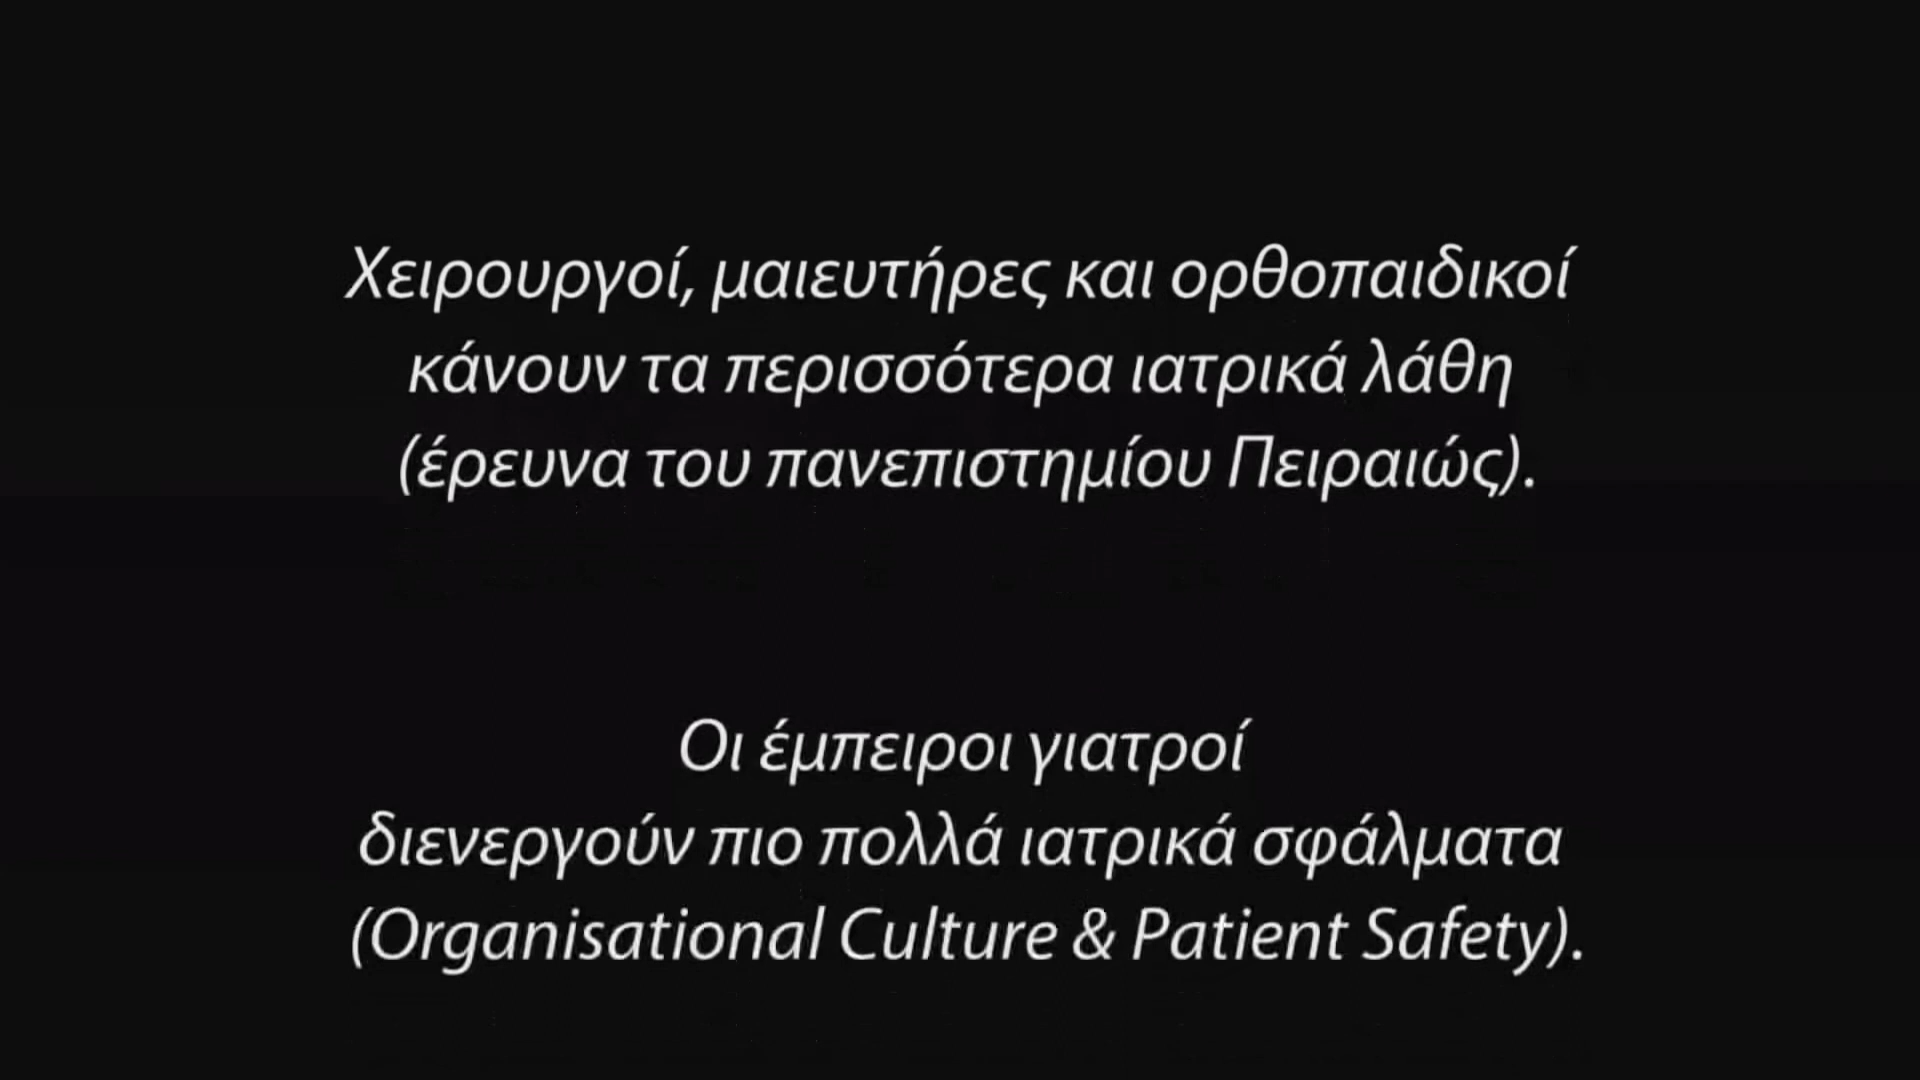 Χειρουργοί, μαιευτήρες και ορθοπαιδικοί
κάνουν τα περισσότερα ιατρικά λάθη
(έρευνα του πανεπιστημίου Πειραιώς).
Οι έμπειροι γιατροί
διενεργούν πιο πολλά ιατρικά σφάλματα
(Organisational Culture & Patient Safety).